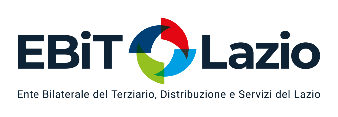 EBiT Lazio
Ente Bilaterale del Terziario, Distribuzione e Servizi del Lazio